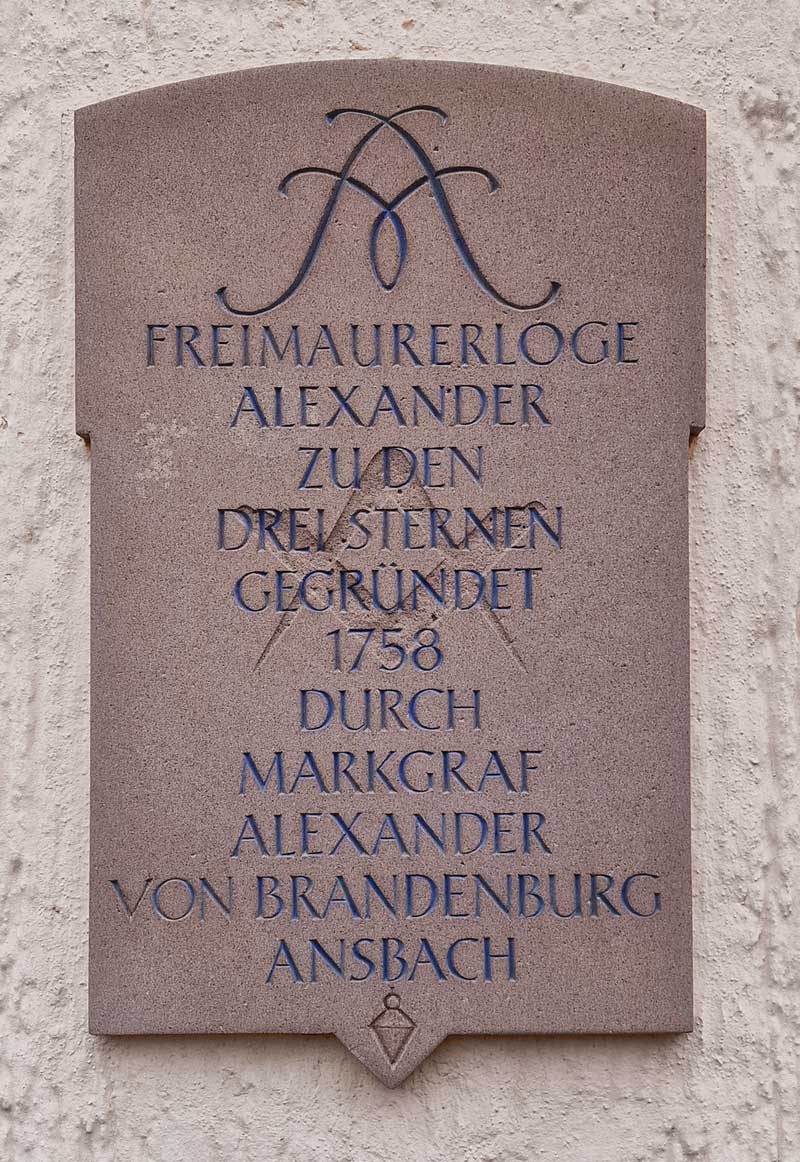 FREIMAURERLOGE
ALEXANDER
ZU DEN
DREI STERNEN
GEGRÜNDET
1758
DURCH
MARKGRAF
ALEXANDER
VON BRANDENBURG
ANSBACH